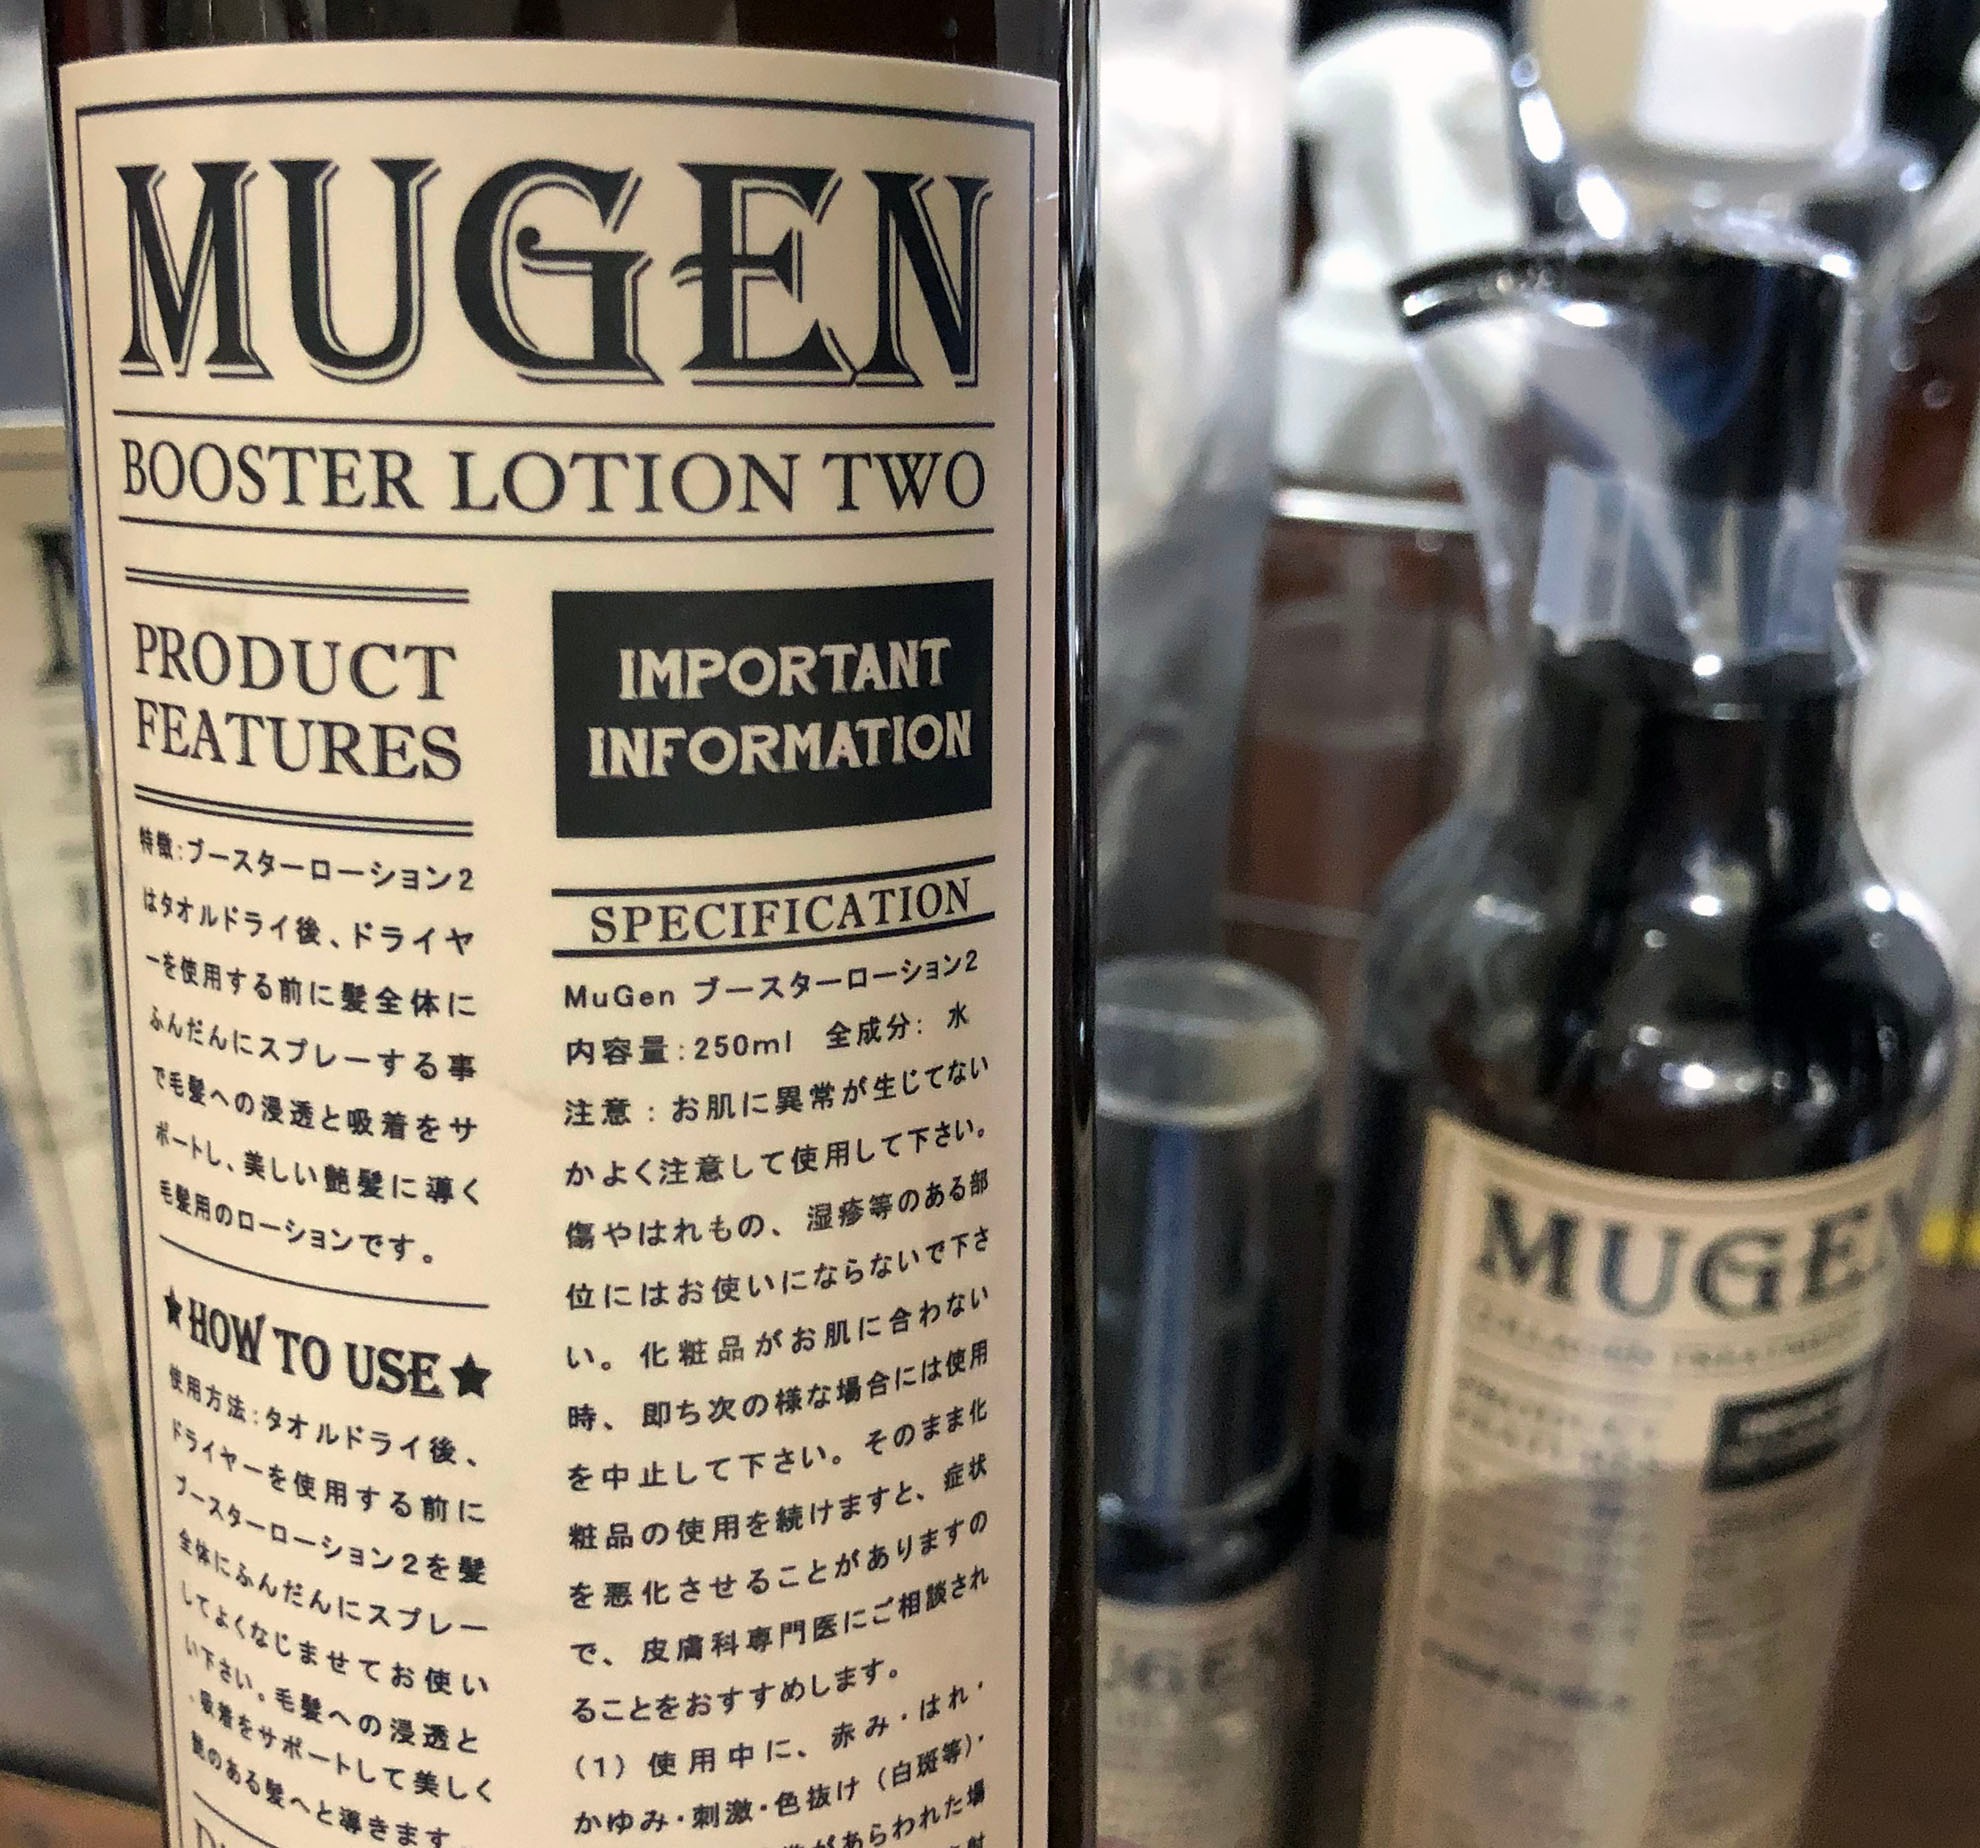 MUGEN
BOOSTER LOTION TWO
PRODUCT
FEATURES
特徴:ブースターローション2
はタオルドライ後、ドライヤ
ーを使用する前に髪全体に
ふんだんにスプレーする事
で毛髪への浸透と吸着をサ
ポートし、美しい艶髪に導く
毛髪用のローションです。
★HOW TO USE★
使用方法:タオルドライ後、
ドライヤーを使用する前に
ブースターローション2を髪
全体にふんだんにスプレー
してよくなじませてお使い
い下さい。毛髪への浸透と
吸着をサポートして美しく
艶のある髪へと導きます
IMPORTANT
INFORMATION
SPECIFICATION
MuGen ブースターローション2
内容量:250ml 全成分: 水
注意:お肌に異常が生じてない
かよく注意して使用して下さい。
傷やはれもの、湿疹等のある部
位にはお使いにならないで下さ
い。化粧品がお肌に合わない
時、即ち次の様な場合には使用
を中止して下さい。そのまま化
粧品の使用を続けますと、症状
を悪化させることがありますの
で、皮膚科専門医にご相談され
ることをおすすめします。
(1)使用中に、赤み・はれ・
かゆみ・刺激・色抜け(白斑等)・
があらわれた場
MUGEN